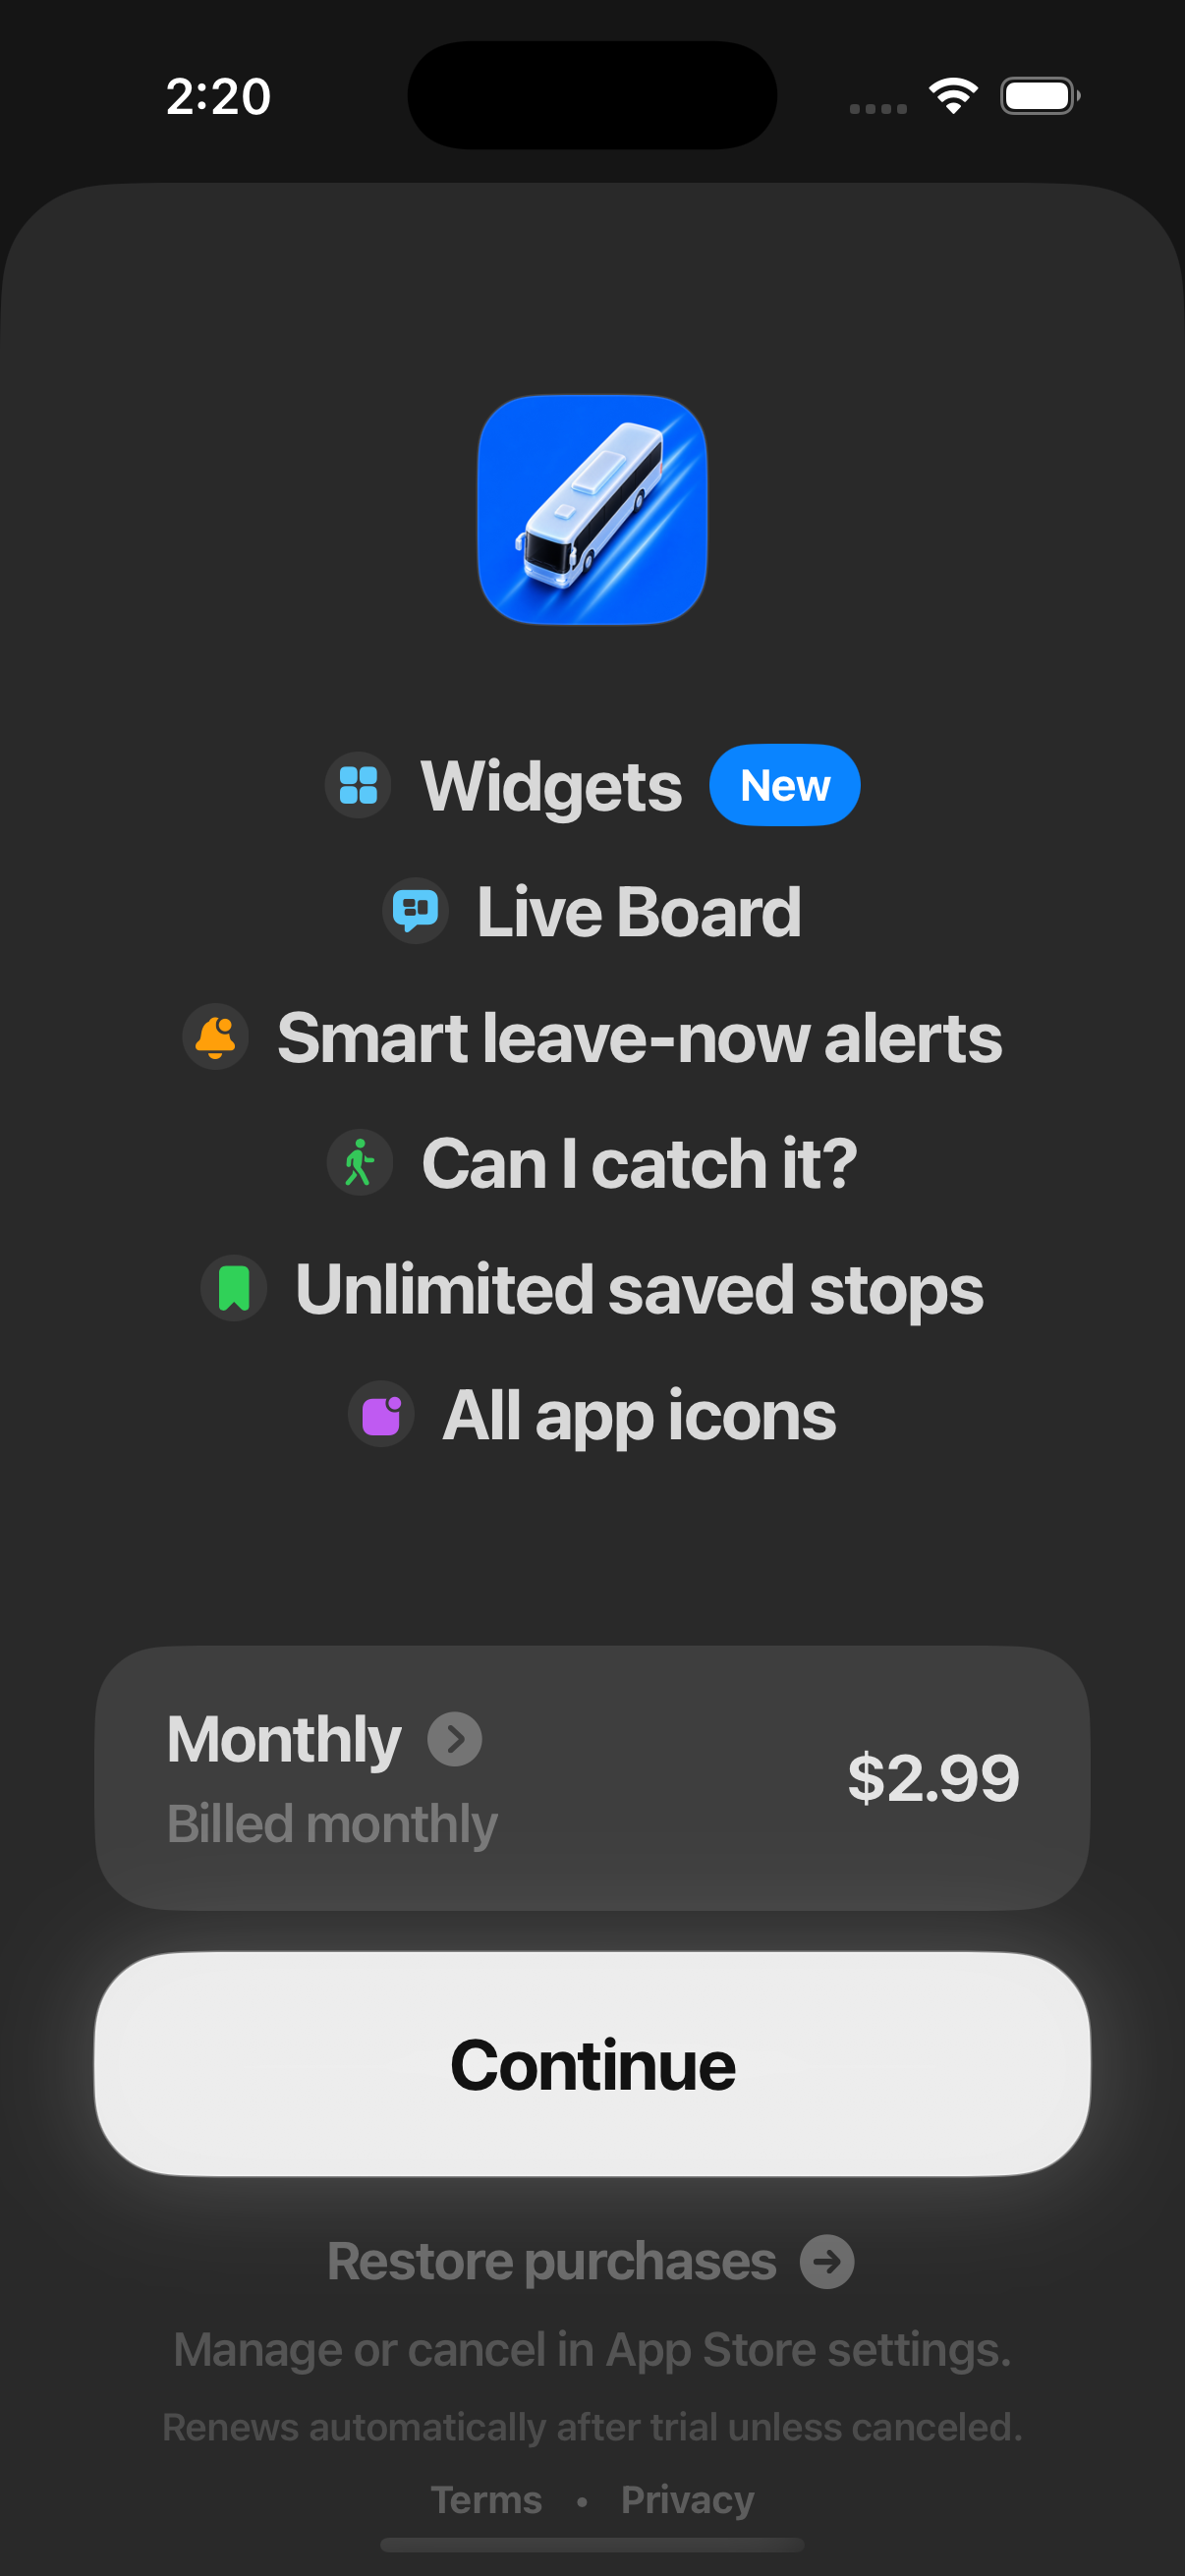 2:20
Widgets New
Live Board
Smart leave-now alerts
Can I catch it?
Unlimited saved stops
All app icons
Monthly
Billed monthly
$2.99
Continue
Restore purchases
Manage or cancel in App Store settings.
Renews automatically after trial unless canceled.
Terms • Privacy